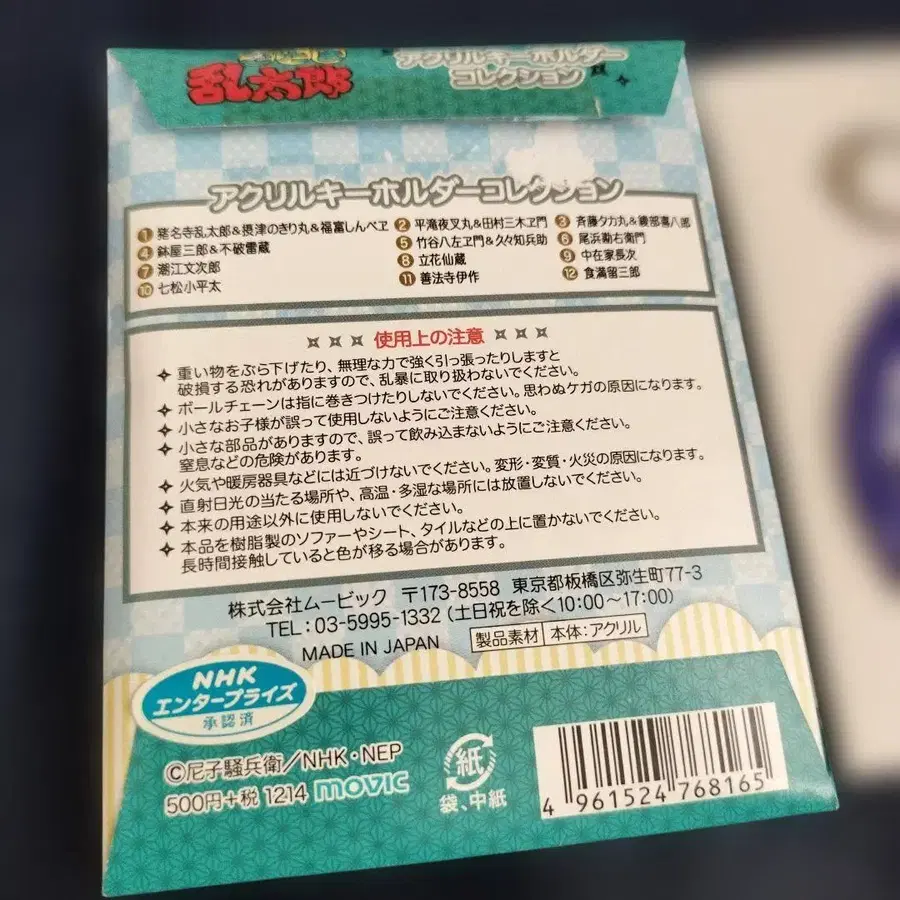 乱太郎
アクリルキーホルダー
コレクション
アクリルキーホルダーコレクション
1 猪名寺乱太郎&摂津のきり丸&福富しんべヱ 2 平滝夜叉丸&田村三木ヱ門 3 斉藤タカ丸&綾部喜八郎
4 鉢屋三郎&不破雷蔵 5 竹谷八左ヱ門&久々知兵助 6 尾浜勘右衛門
7 潮江文次郎 8 立花仙蔵 9 中在家長次
10 七松小平太 11 善法寺伊作 12 食満留三郎
使用上の注意
重い物をぶら下げたり、無理な力で強く引っ張ったりしますと
破損する恐れがありますので、乱暴に取り扱わないでください。
ボールチェーンは指に巻きつけたりしないでください。思わぬケガの原因になります。
小さなお子様が誤って使用しないようにご注意ください。
小さな部品がありますので、誤って飲み込まないようにご注意ください。
窒息などの危険があります。
火気や暖房器具などには近づけないでください。変形・変質・火災の原因になります。
直射日光の当たる場所や、高温・多湿な場所には放置しないでください。
本来の用途以外に使用しないでください。
本品を樹脂製のソファーやシート、タイルなどの上に置かないでください。
長時間接触していると色が移る場合があります。
株式会社ムービック 〒173-8558 東京都板橋区弥生町77-3
TEL:03-5995-1332(土日祝を除く10:00~17:00)
MADE IN JAPAN 製品素材 本体:アクリル
NHK
エンタープライズ
承認済
©尼子騒兵衛/NHK・NEP
500円+税 1214 movic
紙
袋、中紙
4 961524 768165